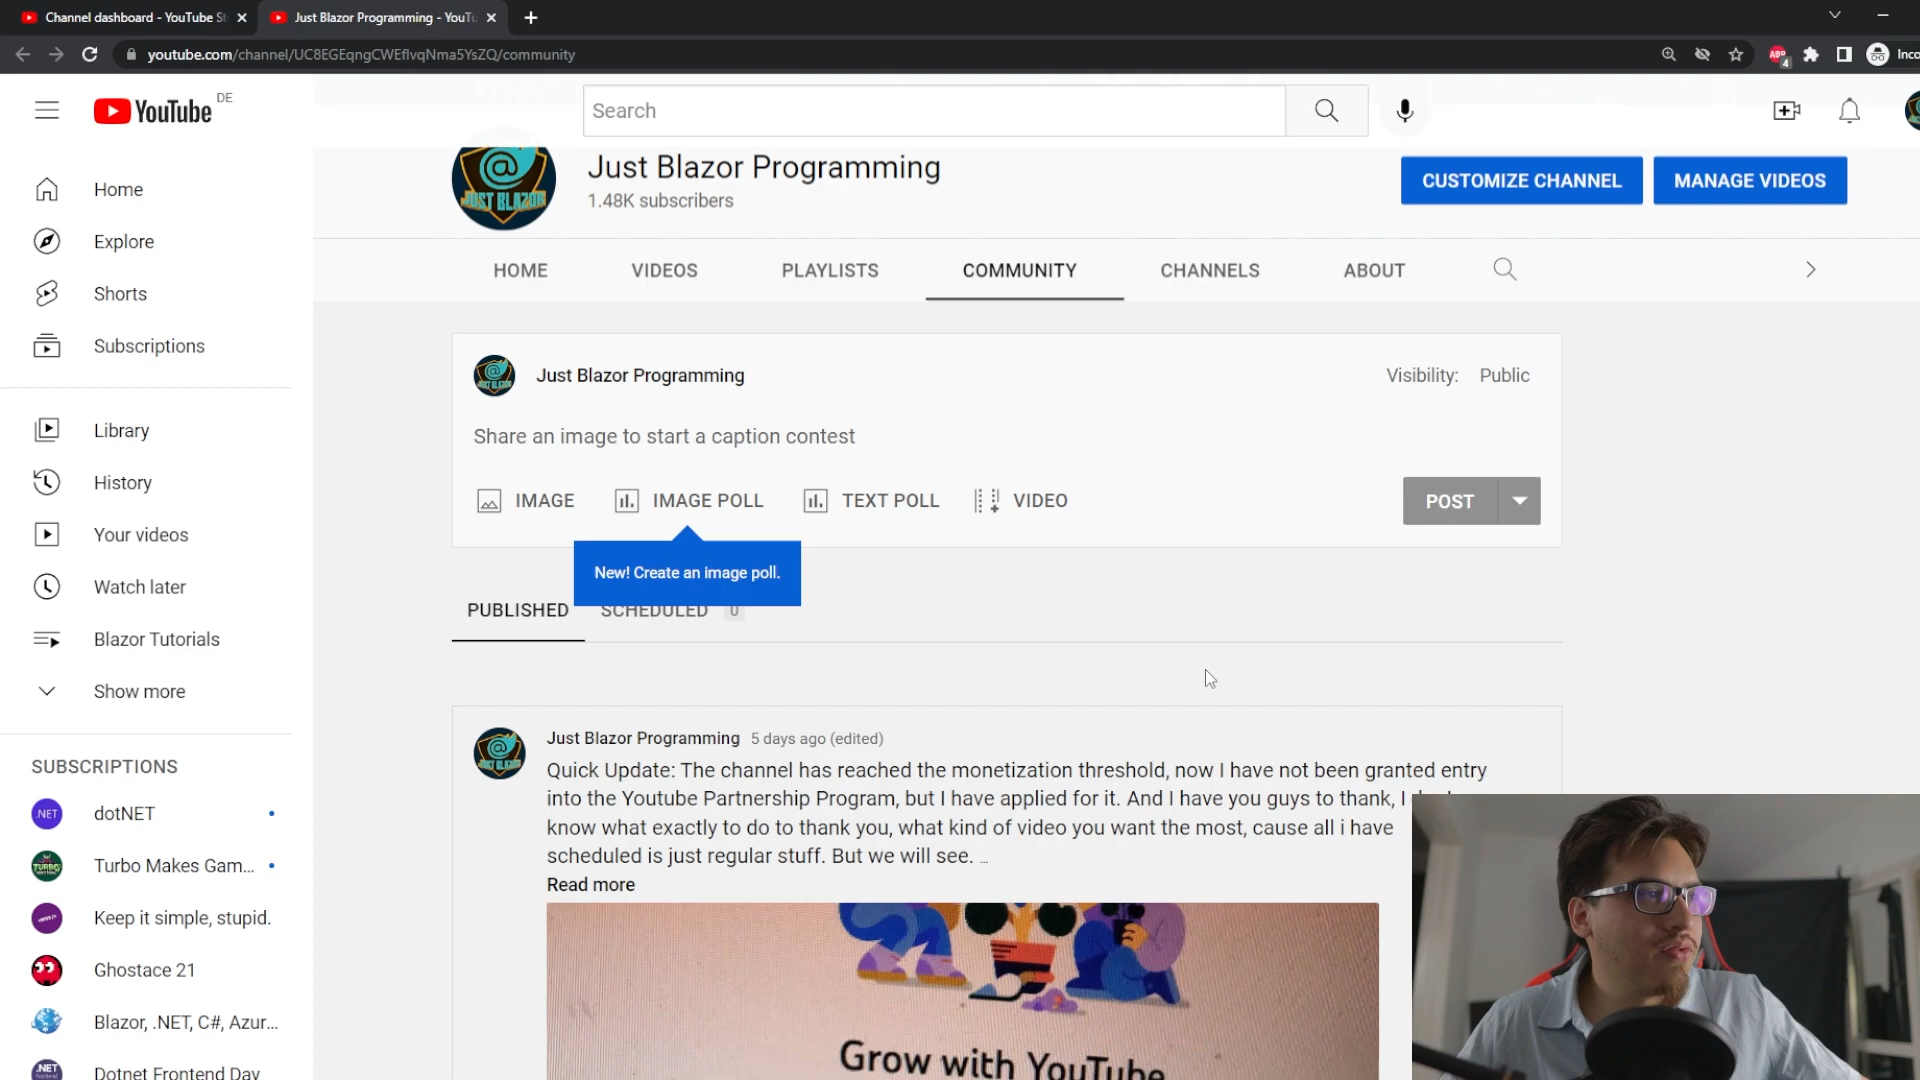 Channel dashboard - YouTube St
Just Blazor Programming - YouTu
youtube.com/channel/UC8EGEqngCWEflvqNma5YsZQ/community
ABP
4
Inco
YouTube DE
Search
Just Blazor Programming
1.48K subscribers
CUSTOMIZE CHANNEL
MANAGE VIDEOS
JUST BLAZOR
HOME
VIDEOS
PLAYLISTS
COMMUNITY
CHANNELS
ABOUT
Home
Explore
Shorts
Subscriptions
Library
History
Your videos
Watch later
Blazor Tutorials
Show more
SUBSCRIPTIONS
.NET
dotNET
Turbo Makes Gam...
Keep it simple, stupid.
Ghostace 21
Blazor, .NET, C#, Azur...
.NET
Dotnet Frontend Day
Just Blazor Programming
Visibility: Public
Share an image to start a caption contest
IMAGE
IMAGE POLL
TEXT POLL
VIDEO
POST
New! Create an image poll.
PUBLISHED
SCHEDULED 0
Just Blazor Programming 5 days ago (edited)
Quick Update: The channel has reached the monetization threshold, now I have not been granted entry
into the Youtube Partnership Program, but I have applied for it. And I have you guys to thank, I
know what exactly to do to thank you, what kind of video you want the most, cause all i have
scheduled is just regular stuff. But we will see. ...
Read more
Grow with YouTube